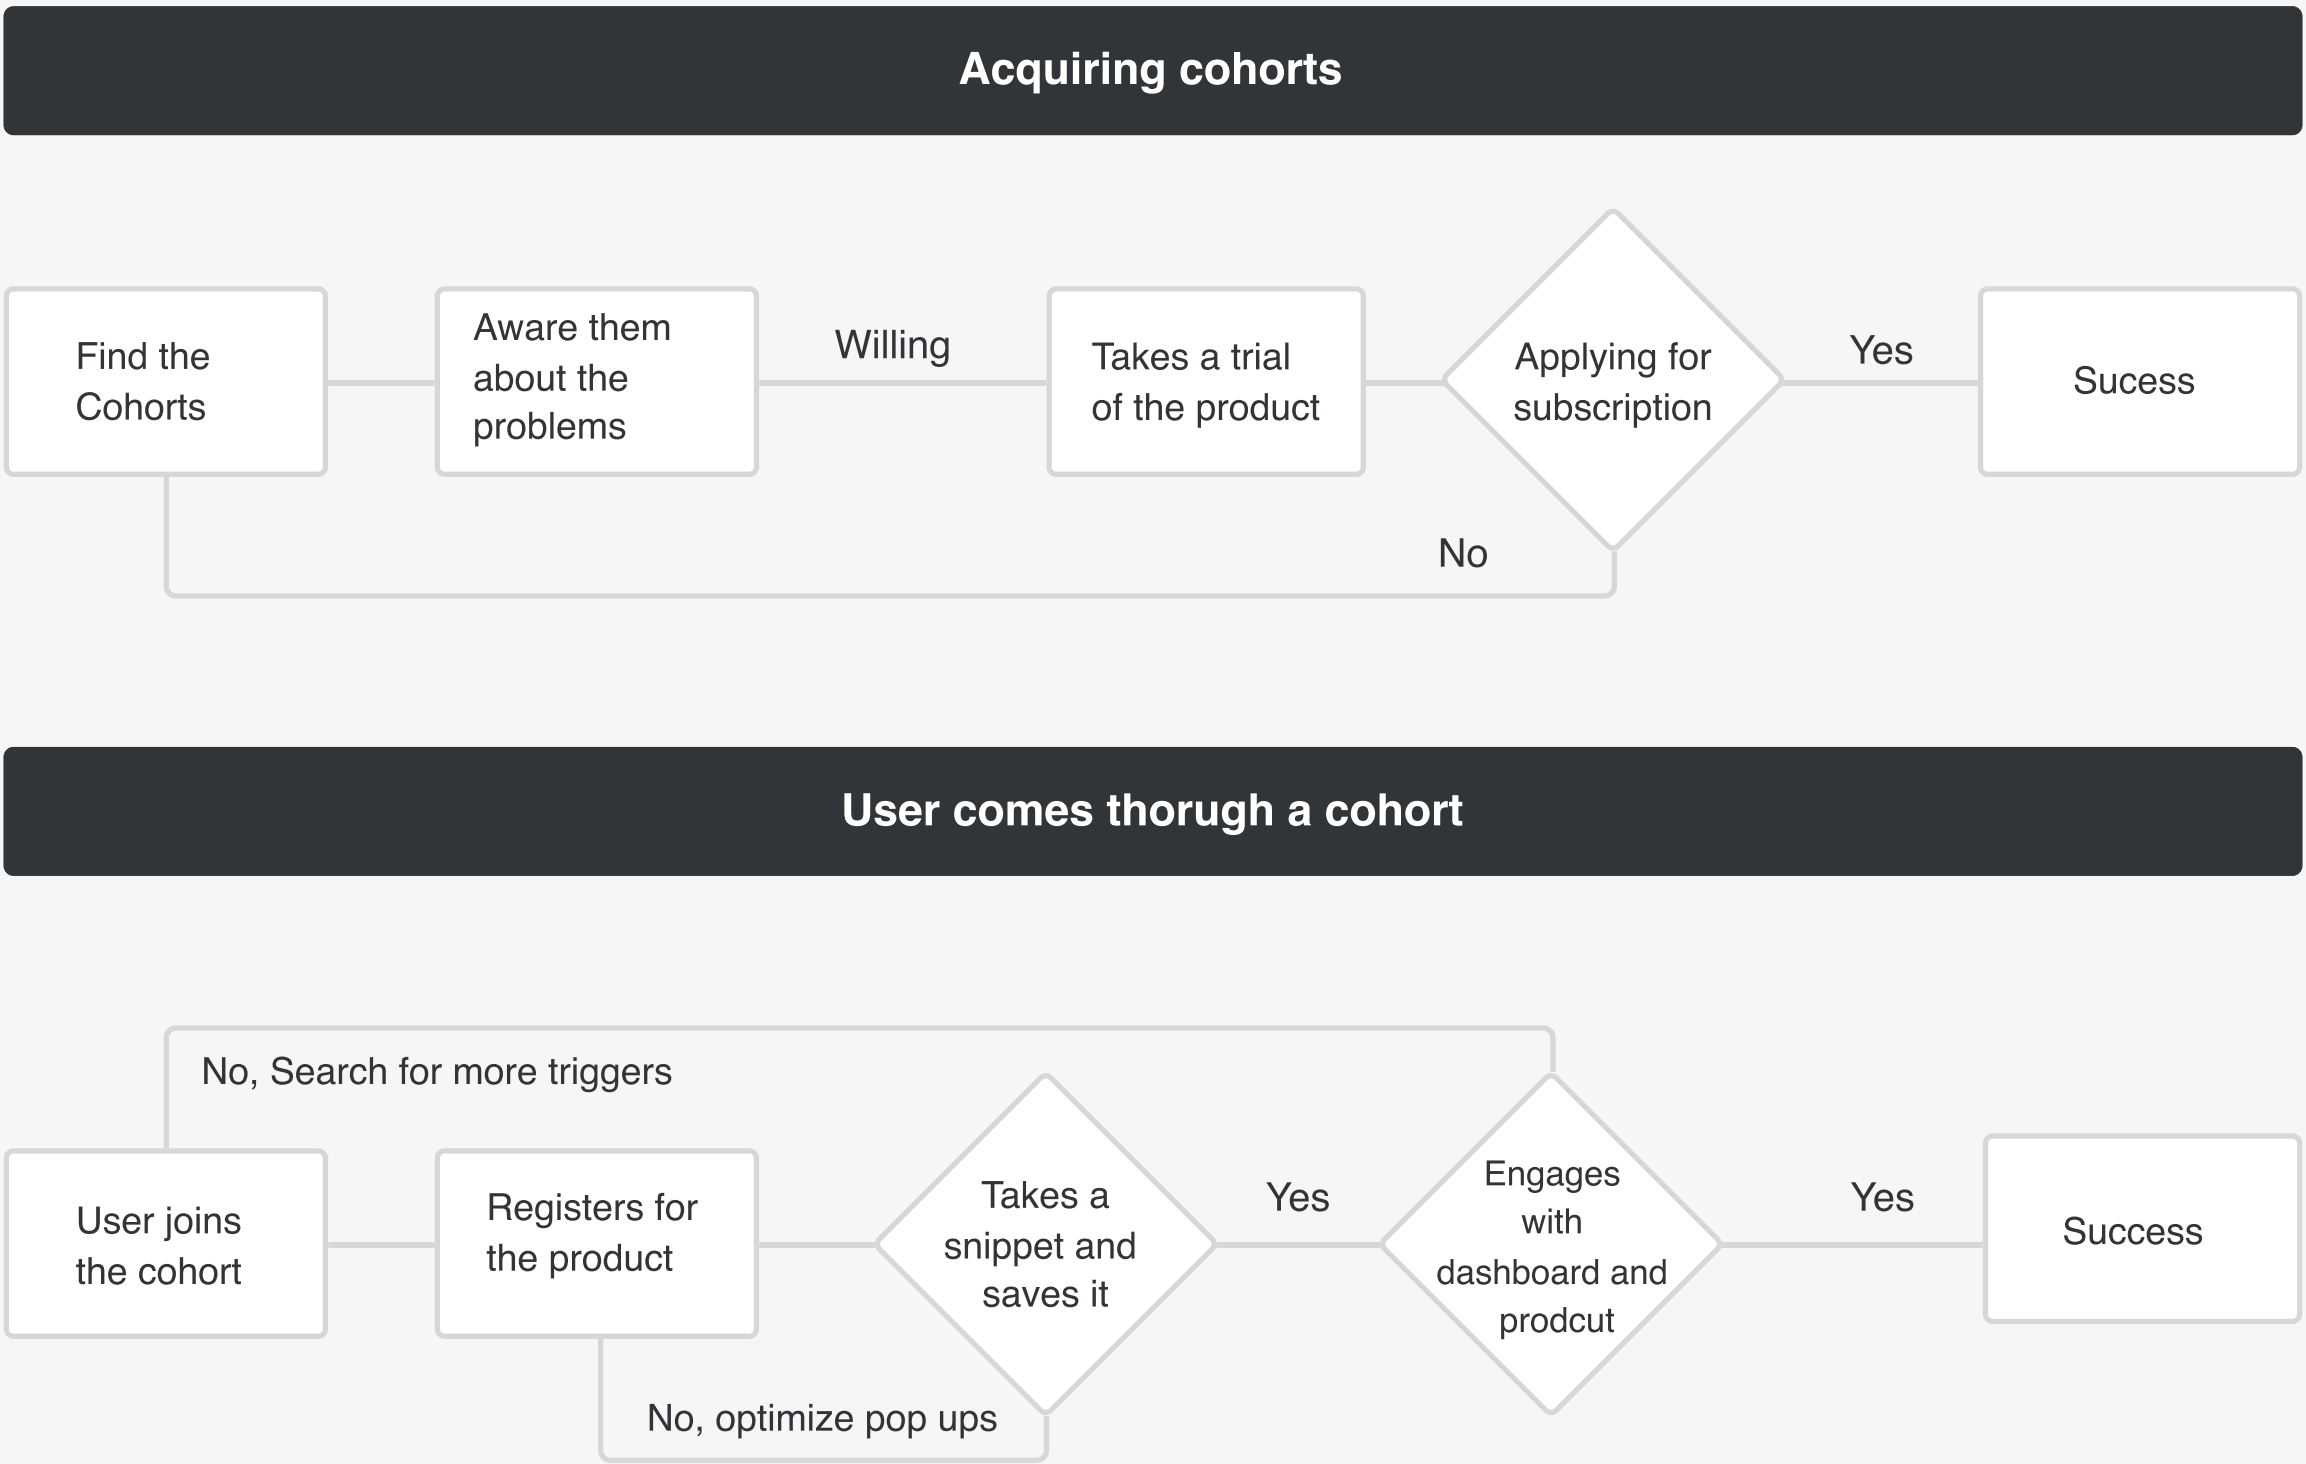 Acquiring cohorts
Find the
Cohorts
Aware them
about the
problems
Willing
Takes a trial
of the product
Applying for
subscription
Yes
Sucess
No
User comes thorugh a cohort
No, Search for more triggers
User joins
the cohort
Registers for
the product
Takes a
snippet and
saves it
Yes
Engages
with
dashboard and
prodcut
Yes
Success
No, optimize pop ups